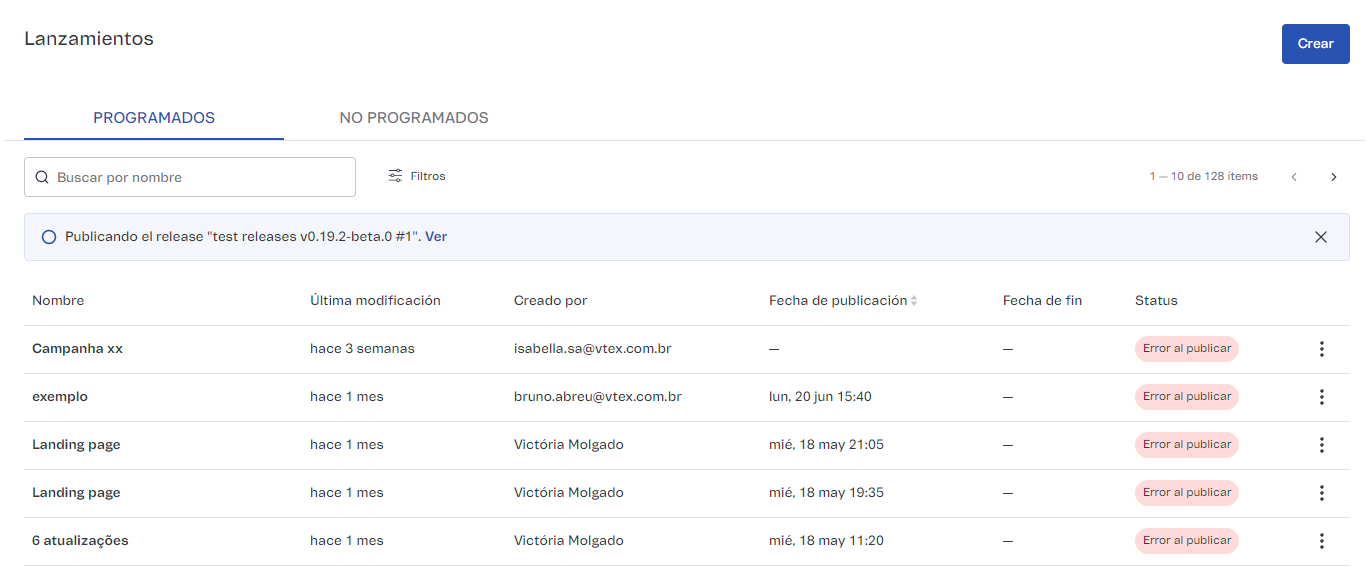 Lanzamientos
Crear
PROGRAMADOS NO PROGRAMADOS
Buscar por nombre Filtros 1 — 10 de 128 ítems
Publicando el release "test releases v0.19.2-beta.0 #1". Ver
Nombre Última modificación Creado por Fecha de publicación Fecha de fin Status
Campanha xx hace 3 semanas isabella.sa@vtex.com.br — — Error al publicar
exemplo hace 1 mes bruno.abreu@vtex.com.br lun, 20 jun 15:40 — Error al publicar
Landing page hace 1 mes Victória Molgado mié, 18 may 21:05 — Error al publicar
Landing page hace 1 mes Victória Molgado mié, 18 may 19:35 — Error al publicar
6 atualizações hace 1 mes Victória Molgado mié, 18 may 11:20 — Error al publicar